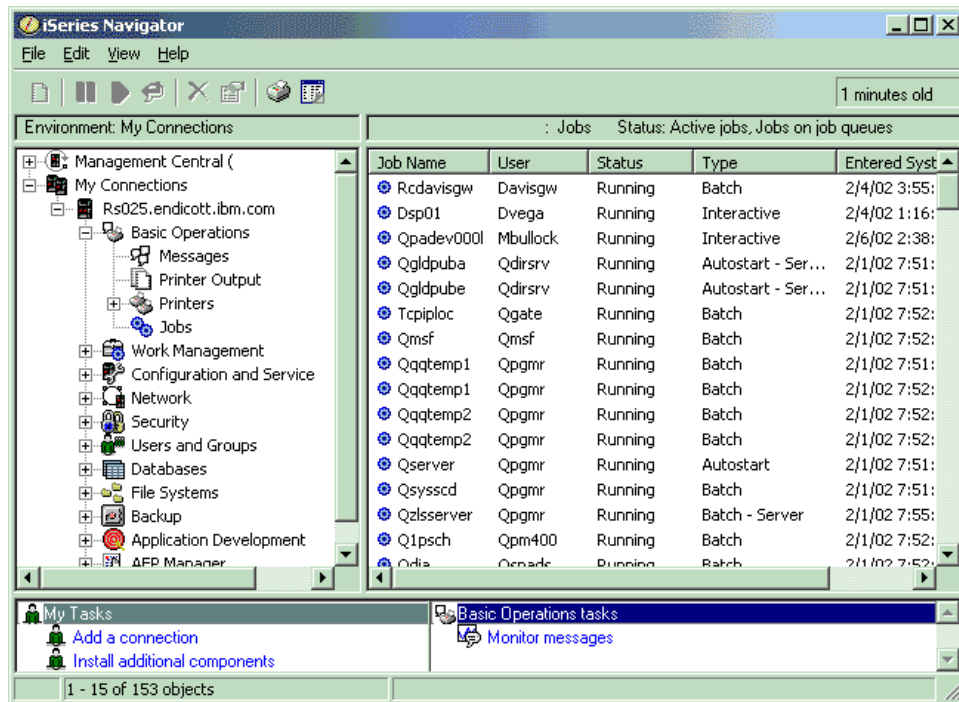 iSeries Navigator
File Edit View Help
1 minutes old
Environment: My Connections
: Jobs Status: Active jobs, Jobs on job queues
Management Central (
My Connections
Rs025.endicott.ibm.com
Basic Operations
Messages
Printer Output
Printers
Jobs
Work Management
Configuration and Service
Network
Security
Users and Groups
Databases
File Systems
Backup
Application Development
AFP Manager
Job Name User Status Type Entered Syst
Rcdavisgw Davisgw Running Batch 2/4/02 3:55:
Dsp01 Dvega Running Interactive 2/4/02 1:16:
Qpadev000l Mbullock Running Interactive 2/6/02 2:38:
Qgldpuba Qdirsrv Running Autostart - Ser... 2/1/02 7:51:
Qgldpube Qdirsrv Running Autostart - Ser... 2/1/02 7:51:
Tcpiploc Qgate Running Batch 2/1/02 7:52:
Qmsf Qmsf Running Batch 2/1/02 7:52:
Qqqtemp1 Qpgmr Running Batch 2/1/02 7:52:
Qqqtemp1 Qpgmr Running Batch 2/1/02 7:51:
Qqqtemp2 Qpgmr Running Batch 2/1/02 7:52:
Qqqtemp2 Qpgmr Running Batch 2/1/02 7:52:
Qserver Qpgmr Running Autostart 2/1/02 7:51:
Qsysscd Qpgmr Running Batch 2/1/02 7:51:
Qzlsserver Qpgmr Running Batch - Server 2/1/02 7:55:
Q1psch Qpm400 Running Batch 2/1/02 7:52:
Qdia Qsnads Running Batch 2/1/02 7:52:
My Tasks
Add a connection
Install additional components
Basic Operations tasks
Monitor messages
1 - 15 of 153 objects